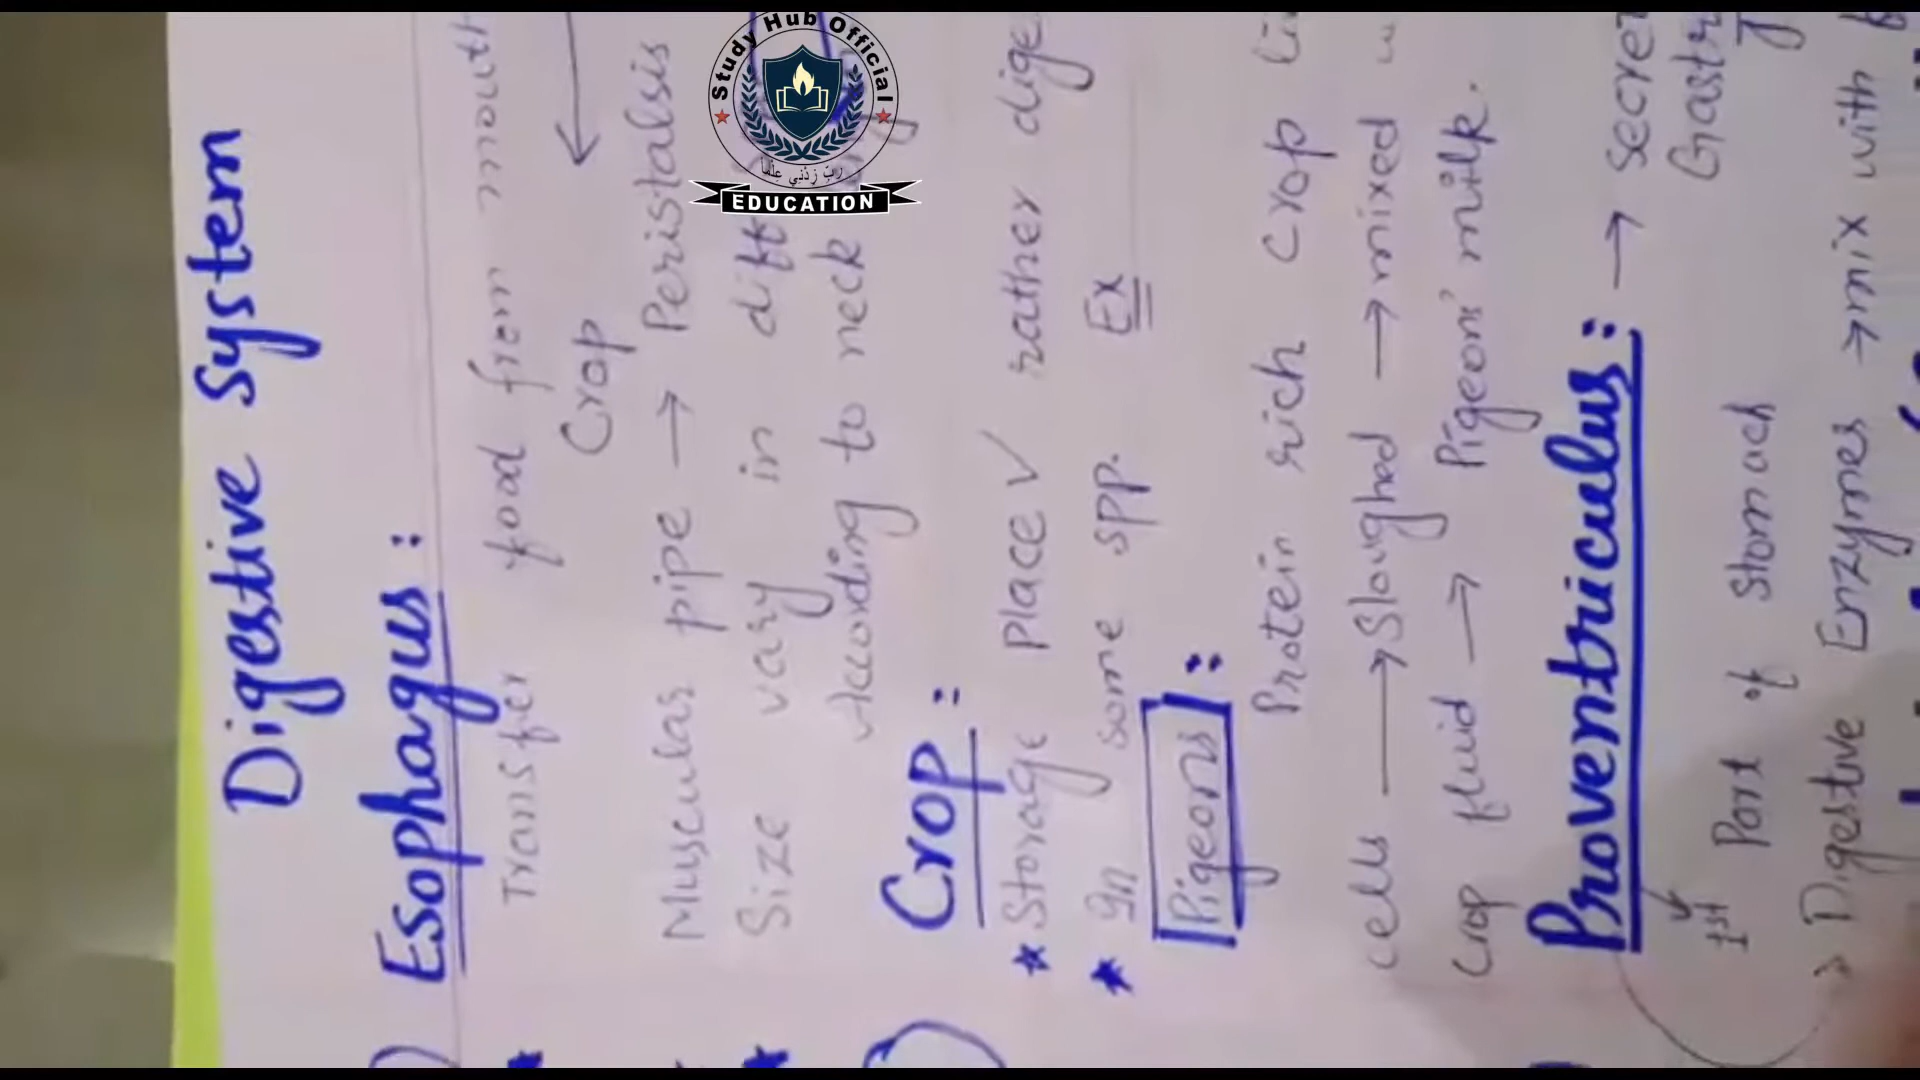 Digestive System
Esophagus :
Transfer food from mouth
Crop
Muscular pipe → Peristalsis
Size vary in diff
According to neck
Crop :
* Storage place √ rather dige
* In some spp. Ex
Pigeons :
Protein rich crop li
cells → Sloughed → mixed
Crop fluid → Pigeons' milk.
Proventriculus : → Secre
Gastr
1st Part of stomach
» Digestive Enzymes → mix with
Study Hub Official
رَبِّ زِدْنِي عِلْمًا
EDUCATION